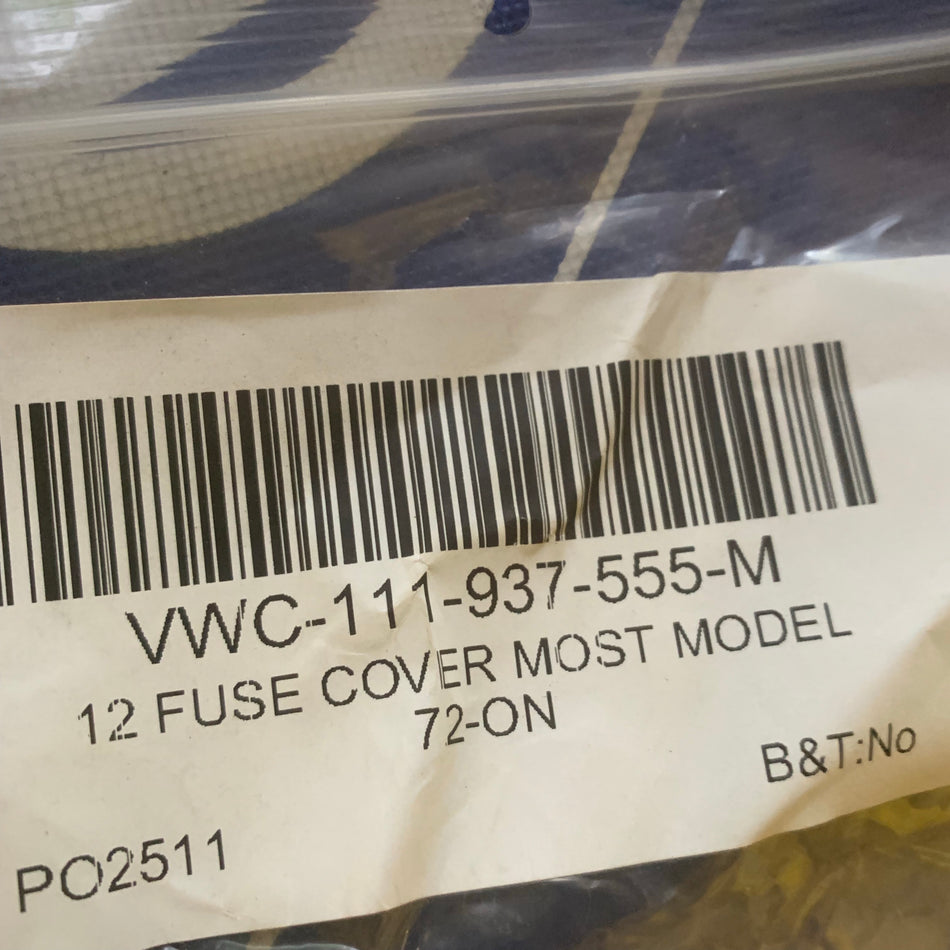 VWC-111-937-555-M
12 FUSE COVER MOST MODEL
72-ON
B&T:No
PO2511